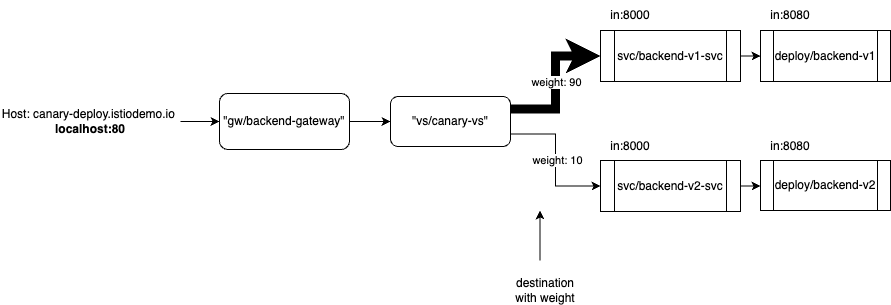 Host: canary-deploy.istiodemo.io
localhost:80
"gw/backend-gateway"
"vs/canary-vs"
weight: 90
in:8000
svc/backend-v1-svc
in:8080
deploy/backend-v1
weight: 10
in:8000
svc/backend-v2-svc
in:8080
deploy/backend-v2
destination
with weight